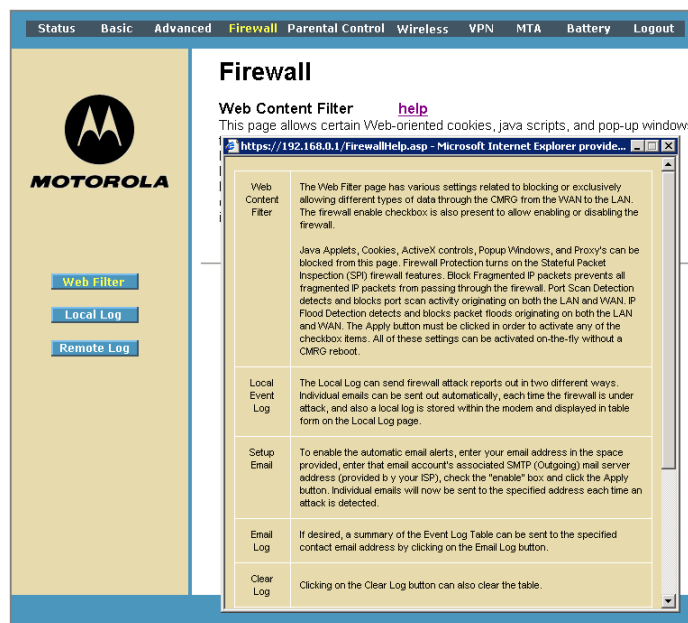 Status Basic Advanced Firewall Parental Control Wireless VPN MTA Battery Logout
Firewall
Web Content Filter help
This page allows certain Web-oriented cookies, java scripts, and pop-up windows
MOTOROLA
Web Filter
Local Log
Remote Log
https://192.168.0.1/FirewallHelp.asp - Microsoft Internet Explorer provide...
Web
Content
Filter
The Web Filter page has various settings related to blocking or exclusively
allowing different types of data through the CMRG from the WAN to the LAN.
The firewall enable checkbox is also present to allow enabling or disabling the
firewall.
Java Applets, Cookies, ActiveX controls, Popup Windows, and Proxy's can be
blocked from this page. Firewall Protection turns on the Stateful Packet
Inspection (SPI) firewall features. Block Fragmented IP packets prevents all
fragmented IP packets from passing through the firewall. Port Scan Detection
detects and blocks port scan activity originating on both the LAN and WAN. IP
Flood Detection detects and blocks packet floods originating on both the LAN
and WAN. The Apply button must be clicked in order to activate any of the
checkbox items. All of these settings can be activated on-the-fly without a
CMRG reboot.
Local
Event
Log
The Local Log can send firewall attack reports out in two different ways.
Individual emails can be sent out automatically, each time the firewall is under
attack, and also a local log is stored within the modem and displayed in table
form on the Local Log page.
Setup
Email
To enable the automatic email alerts, enter your email address in the space
provided, enter that email account's associated SMTP (Outgoing) mail server
address (provided b y your ISP), check the "enable" box and click the Apply
button. Individual emails will now be sent to the specified address each time an
attack is detected.
Email
Log
If desired, a summary of the Event Log Table can be sent to the specified
contact email address by clicking on the Email Log button.
Clear
Log
Clicking on the Clear Log button can also clear the table.